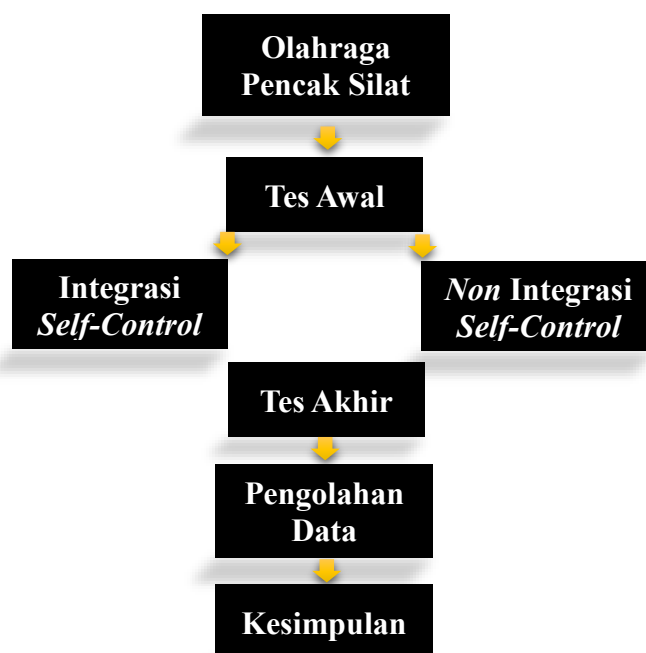 Olahraga
Pencak Silat
Tes Awal
Integrasi
Self-Control
Non Integrasi
Self-Control
Tes Akhir
Pengolahan
Data
Kesimpulan